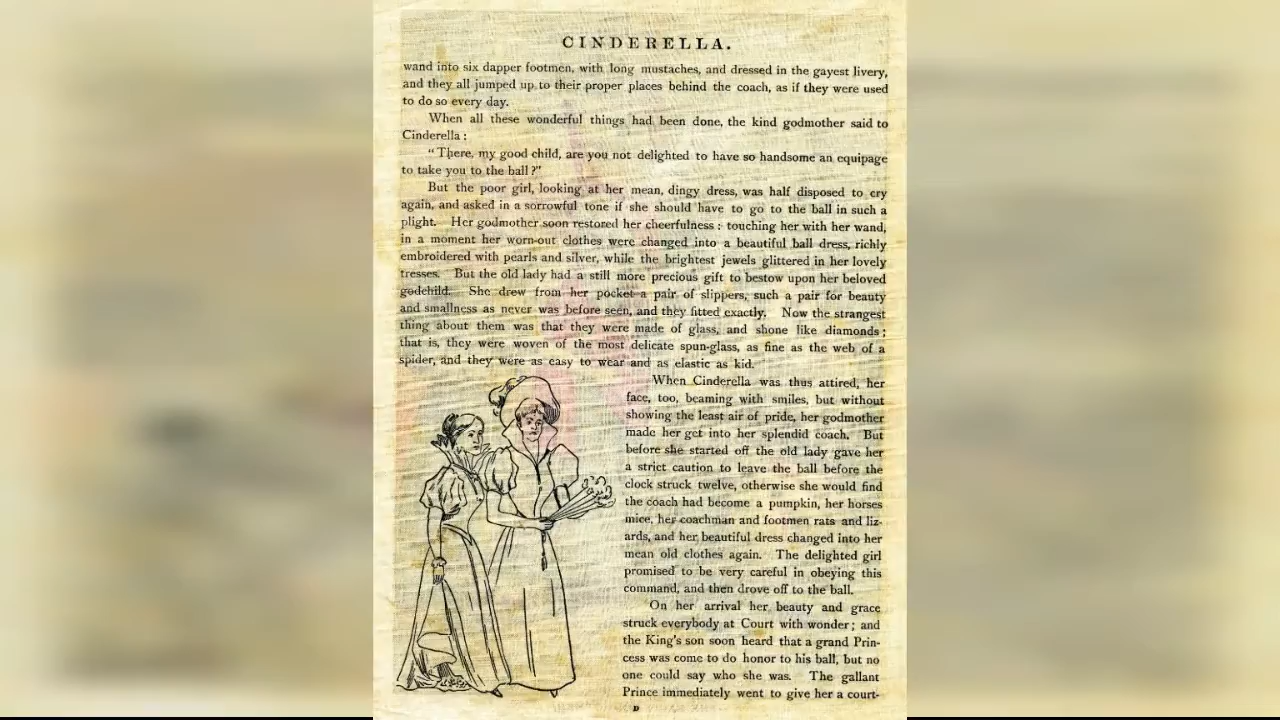 CINDERELLA.
wand into six dapper footmen, with long mustaches, and dressed in the gayest livery,
and they all jumped up to their proper places behind the coach, as if they were used
to do so every day.
When all these wonderful things had been done, the kind godmother said to
Cinderella :
“There, my good child, are you not delighted to have so handsome an equipage
to take you to the ball?”
But the poor girl, looking at her mean, dingy dress, was half disposed to cry
again, and asked in a sorrowful tone if she should have to go to the ball in such a
plight. Her godmother soon restored her cheerfulness : touching her with her wand,
in a moment her worn-out clothes were changed into a beautiful ball dress, richly
embroidered with pearls and silver, while the brightest jewels glittered in her lovely
tresses. But the old lady had a still more precious gift to bestow upon her beloved
godchild. She drew from her pocket a pair of slippers, such a pair for beauty
and smallness as never was before seen, and they fitted exactly. Now the strangest
thing about them was that they were made of glass, and shone like diamonds ;
that is, they were woven of the most delicate spun-glass, as fine as the web of a
spider, and they were as easy to wear and as elastic as kid.
When Cinderella was thus attired, her
face, too, beaming with smiles, but without
showing the least air of pride, her godmother
made her get into her splendid coach. But
before she started off the old lady gave her
a strict caution to leave the ball before the
clock struck twelve, otherwise she would find
the coach had become a pumpkin, her horses
mice, her coachman and footmen rats and liz-
ards, and her beautiful dress changed into her
mean old clothes again. The delighted girl
promised to be very careful in obeying this
command, and then drove off to the ball.
On her arrival her beauty and grace
struck everybody at Court with wonder ; and
the King's son soon heard that a grand Prin-
cess was come to do honor to his ball, but no
one could say who she was. The gallant
Prince immediately went to give her a court-
D